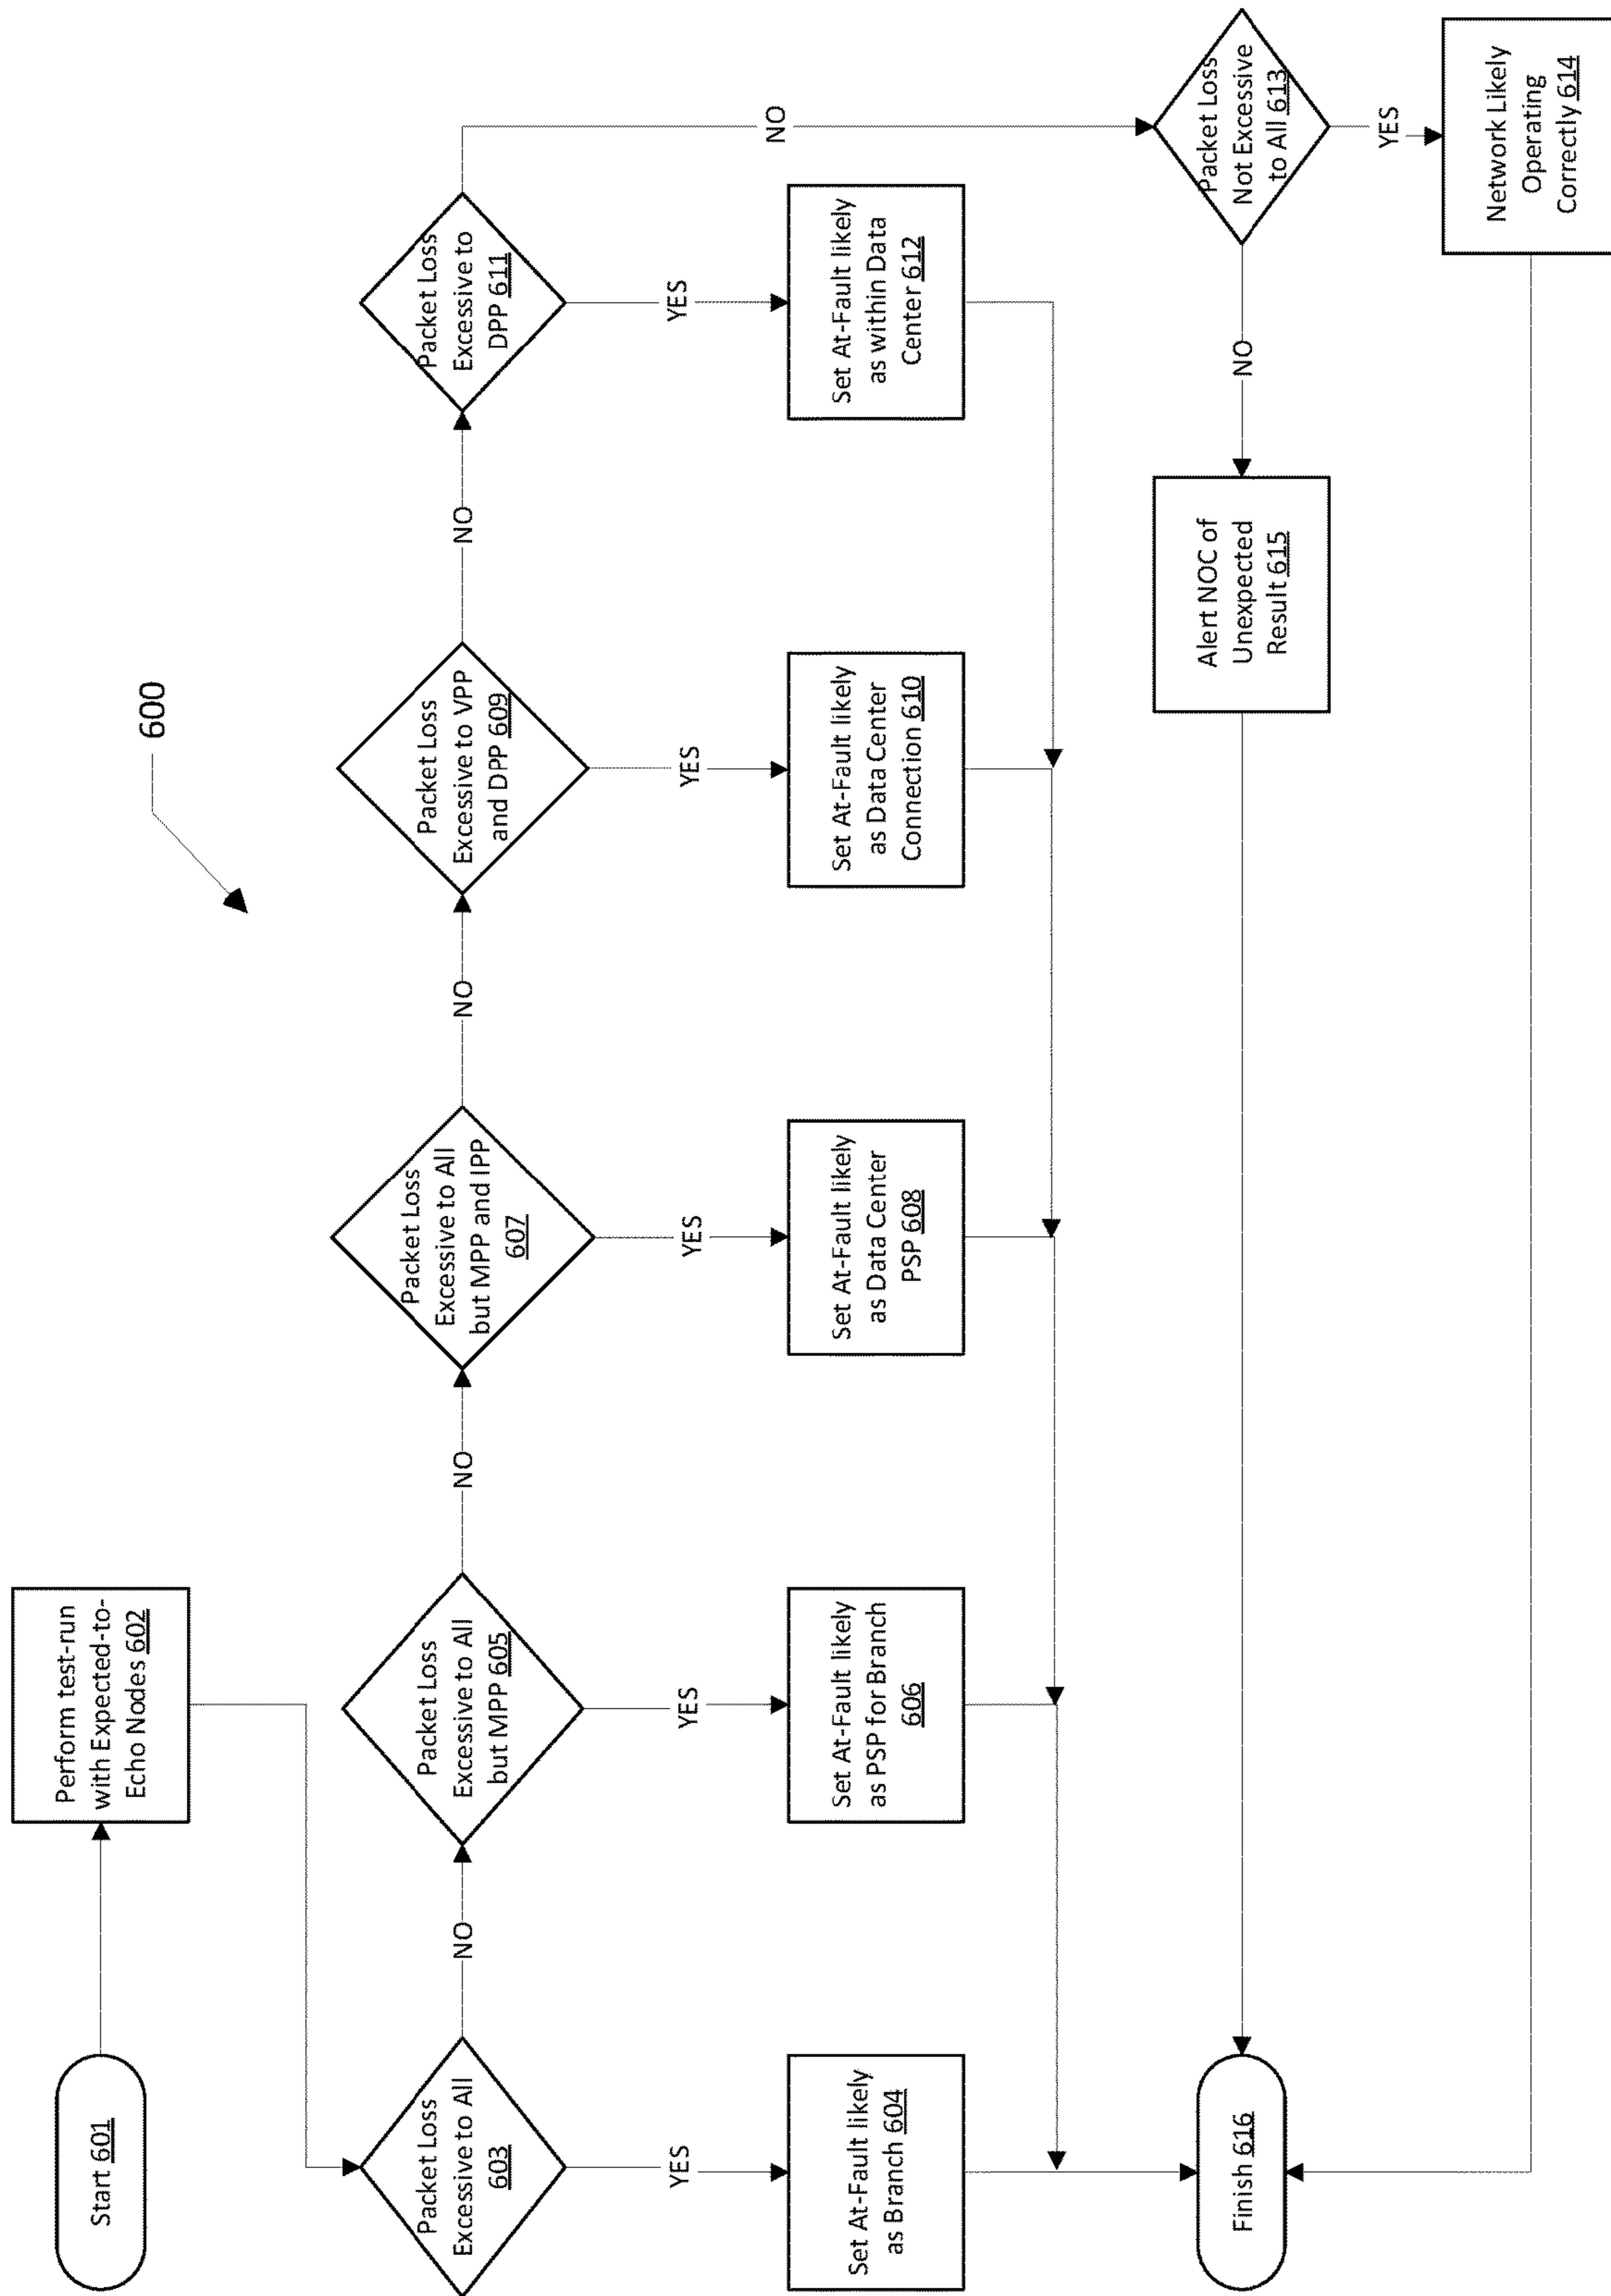 600
Start 601
Perform test-run
with Expected-to-
Echo Nodes 602
Packet Loss
Excessive to All
603
NO
Packet Loss
Excessive to All
but MPP 605
NO
Packet Loss
Excessive to All
but MPP and IPP
607
NO
Packet Loss
Excessive to VPP
and DPP 609
NO
Packet Loss
Excessive to
DPP 611
NO
YES
YES
YES
YES
YES
Set At-Fault likely
as Branch 604
Set At-Fault likely
as PSP for Branch
606
Set At-Fault likely
as Data Center
PSP 608
Set At-Fault likely
as Data Center
Connection 610
Set At-Fault likely
as within Data
Center 612
Finish 616
Alert NOC of
Unexpected
Result 615
NO
Packet Loss
Not Excessive
to All 613
YES
Network Likely
Operating
Correctly 614